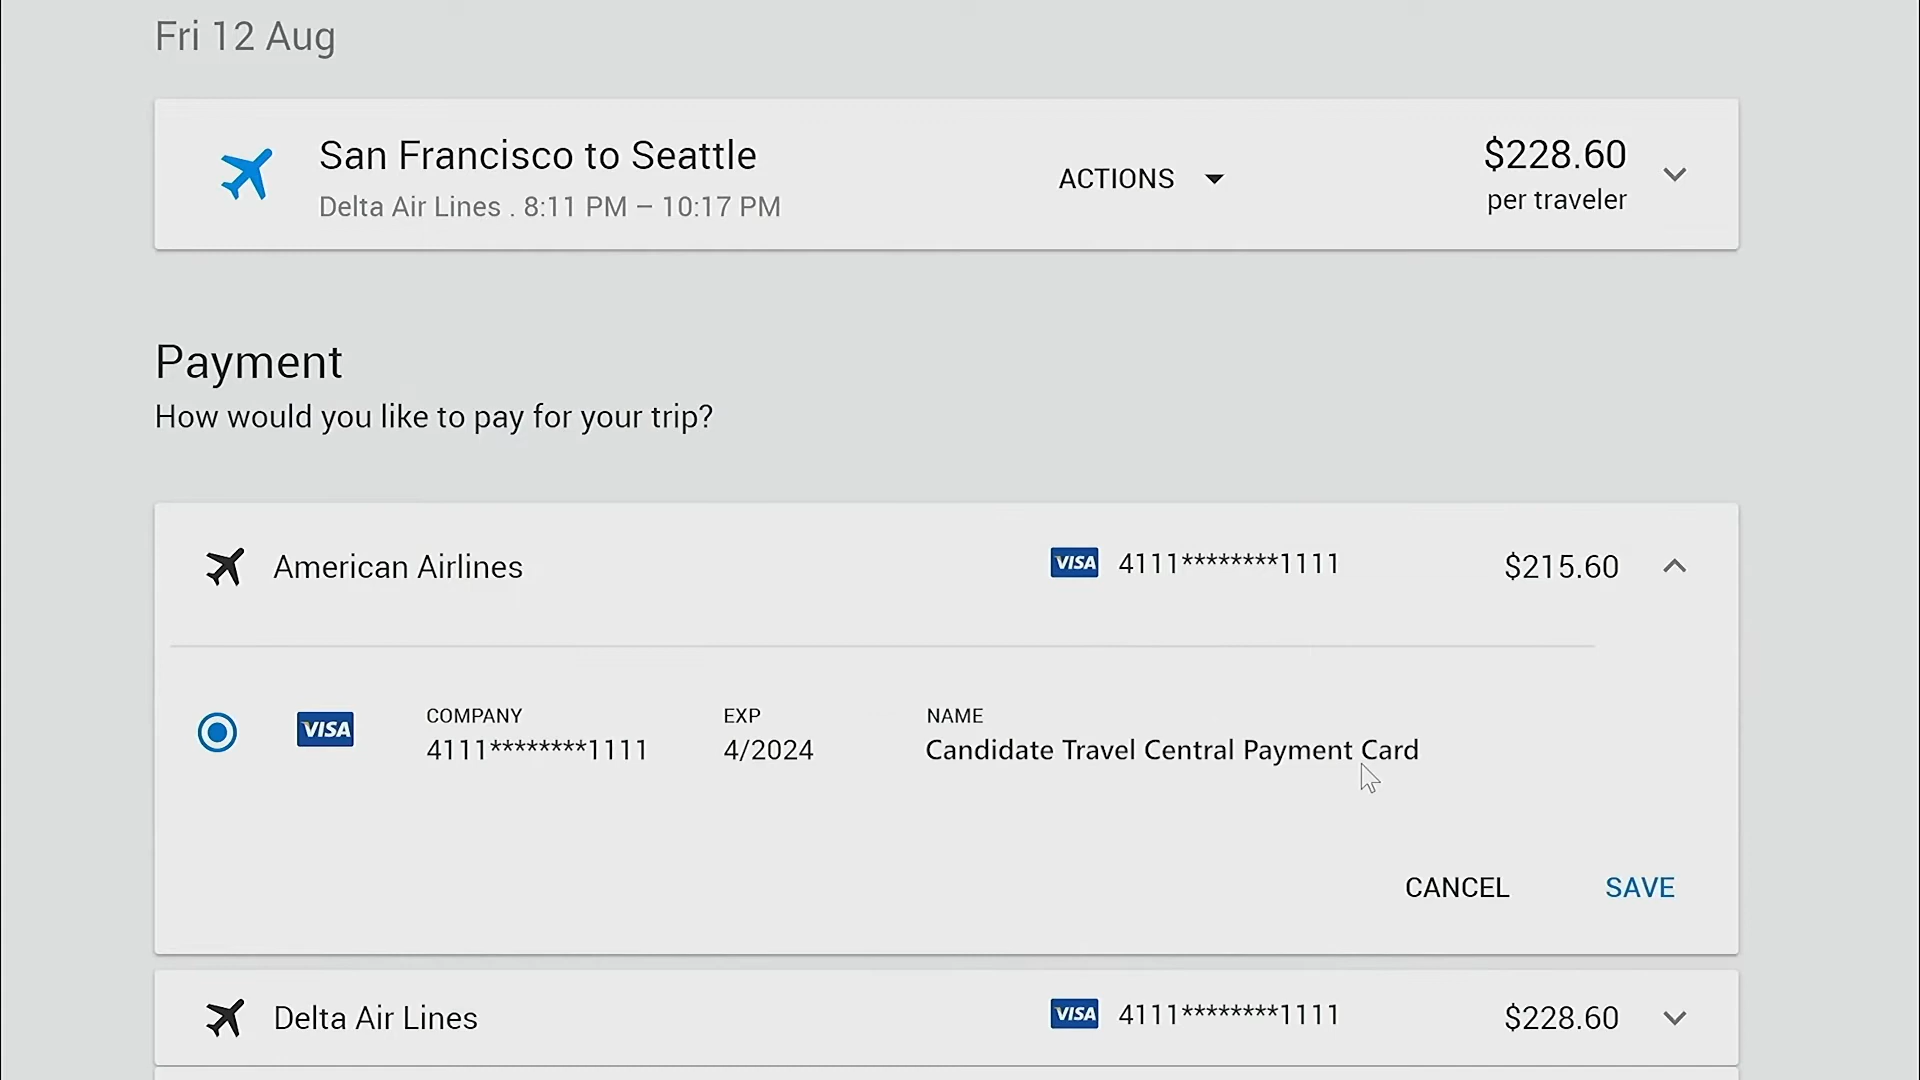 Fri 12 Aug
San Francisco to Seattle
Delta Air Lines . 8:11 PM – 10:17 PM
ACTIONS
$228.60
per traveler
Payment
How would you like to pay for your trip?
American Airlines
VISA 4111********1111
$215.60
VISA
COMPANY
4111********1111
EXP
4/2024
NAME
Candidate Travel Central Payment Card
CANCEL
SAVE
Delta Air Lines
VISA 4111********1111
$228.60